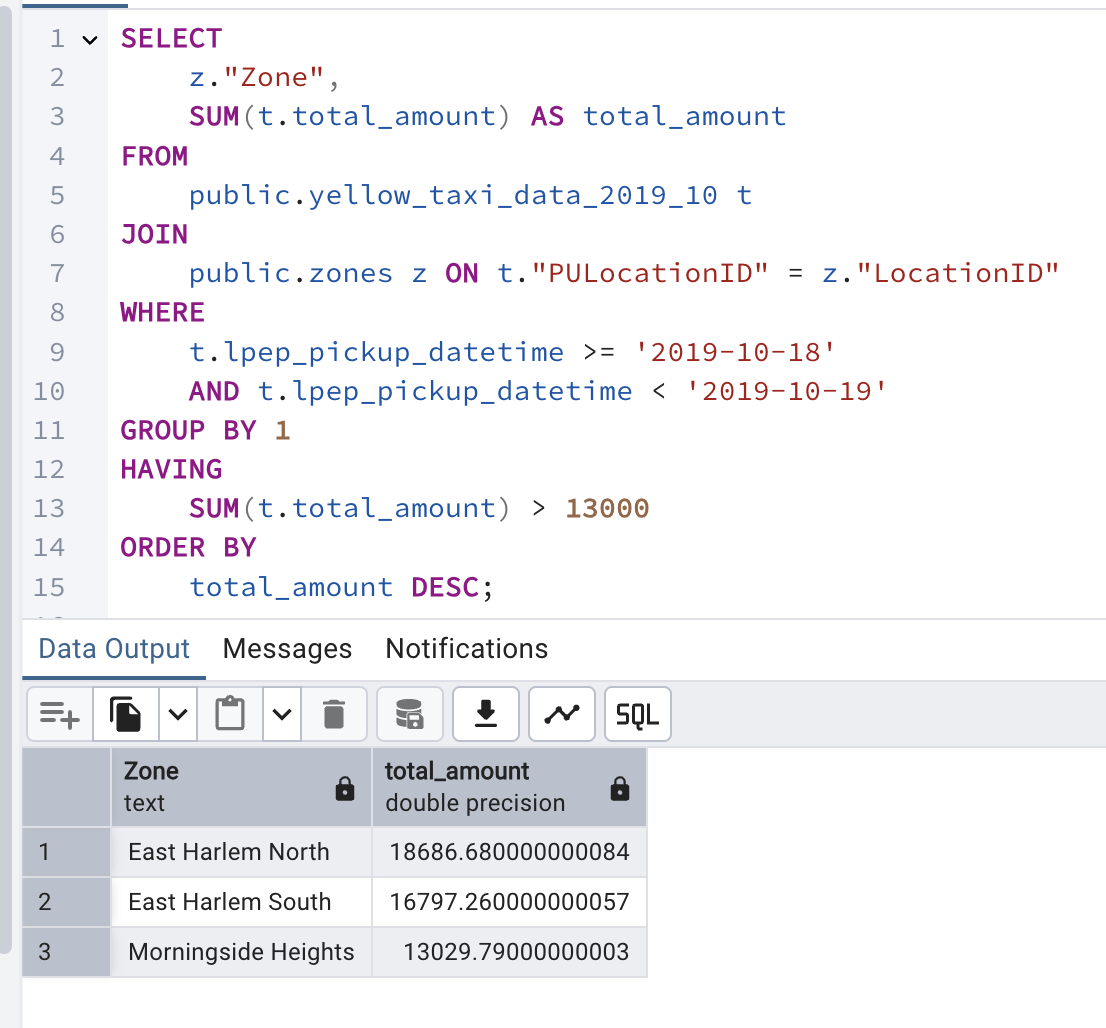 1 SELECT
2 z."Zone",
3 SUM(t.total_amount) AS total_amount
4 FROM
5 public.yellow_taxi_data_2019_10 t
6 JOIN
7 public.zones z ON t."PULocationID" = z."LocationID"
8 WHERE
9 t.lpep_pickup_datetime >= '2019-10-18'
10 AND t.lpep_pickup_datetime < '2019-10-19'
11 GROUP BY 1
12 HAVING
13 SUM(t.total_amount) > 13000
14 ORDER BY
15 total_amount DESC;
Data Output Messages Notifications
SQL
Zone total_amount
text double precision
1 East Harlem North 18686.680000000084
2 East Harlem South 16797.260000000057
3 Morningside Heights 13029.79000000003